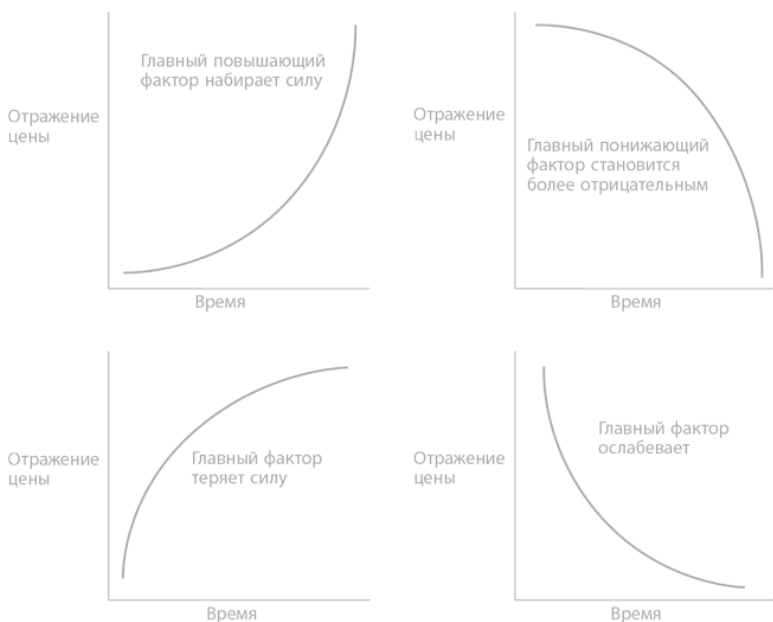 Главный повышающий
фактор набирает силу
Отражение
цены
Время
Отражение
цены
Главный понижающий
фактор становится
более отрицательным
Время
Отражение
цены
Главный фактор
теряет силу
Время
Отражение
цены
Главный фактор
ослабевает
Время